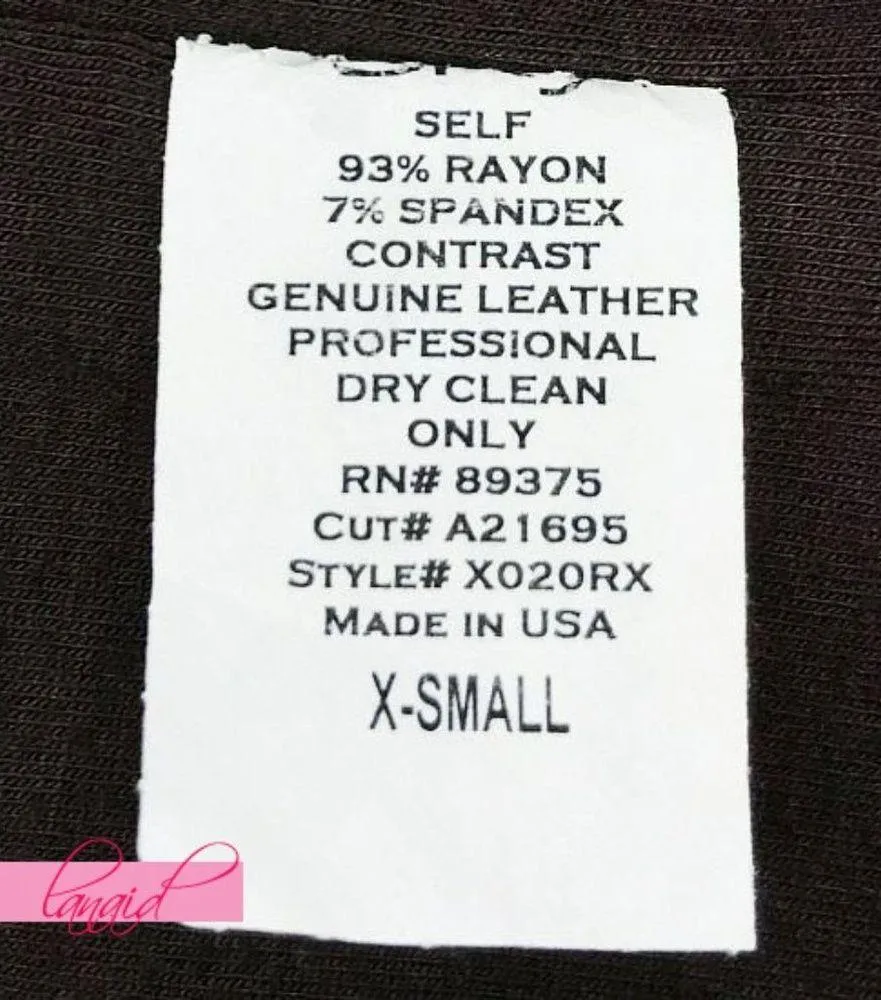 SELF
93% RAYON
7% SPANDEX
CONTRAST
GENUINE LEATHER
PROFESSIONAL
DRY CLEAN
ONLY
RN# 89375
CUT# A21695
STYLE# X020RX
MADE IN USA
X-SMALL
lanaid